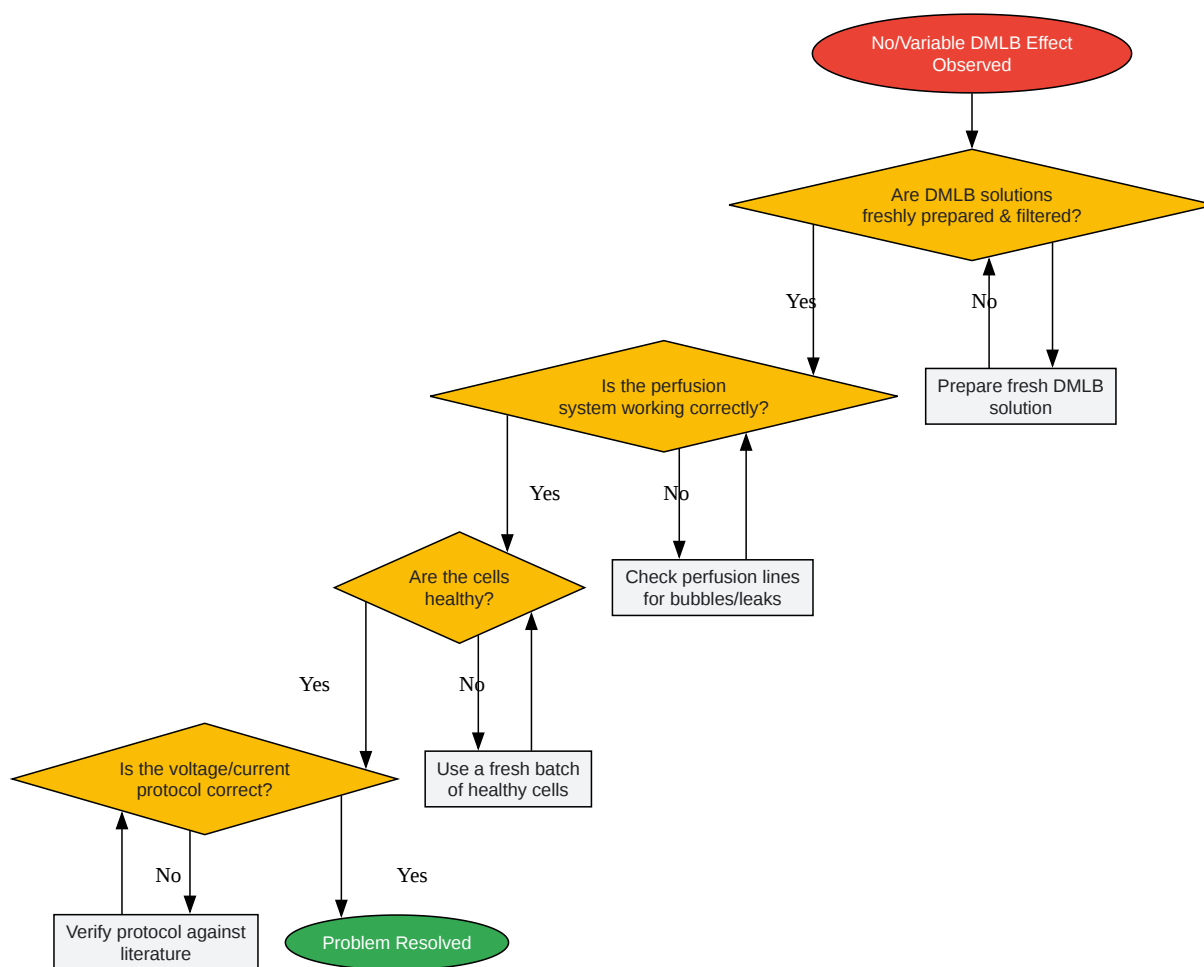 No/Variable DMLB Effect
Observed
Are DMLB solutions
freshly prepared & filtered?
Yes
No
Prepare fresh DMLB
solution
Is the perfusion
system working correctly?
Yes
No
Check perfusion lines
for bubbles/leaks
Are the cells
healthy?
Yes
No
Use a fresh batch
of healthy cells
Is the voltage/current
protocol correct?
No
Yes
Verify protocol against
literature
Problem Resolved